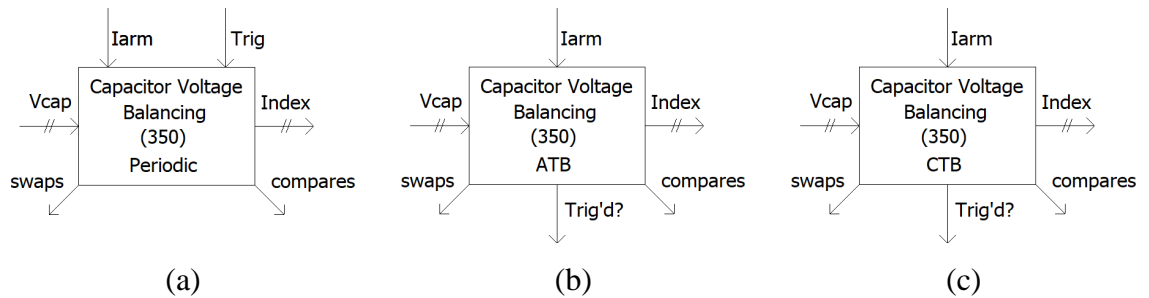 Iarm Trig
Capacitor Voltage
Vcap Balancing Index
(350)
Periodic
swaps compares
(a)
Iarm
Capacitor Voltage
Vcap Balancing Index
(350)
ATB
swaps compares
Trig'd?
(b)
Iarm
Capacitor Voltage
Vcap Balancing Index
(350)
CTB
swaps compares
Trig'd?
(c)